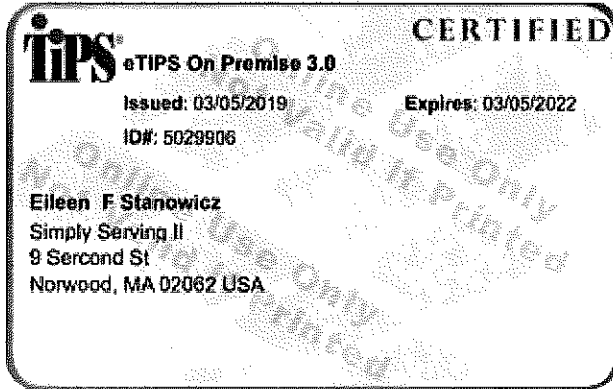 CERTIFIED
TiPS® eTIPS On Premise 3.0
Issued: 03/05/2019 Expires: 03/05/2022
ID#: 5029906
Eileen F Stanowicz
Simply Serving II
9 Sercond St
Norwood, MA 02062 USA
Online Use Only
Not Valid If Printed
Online Use Only
Not Valid If Printed